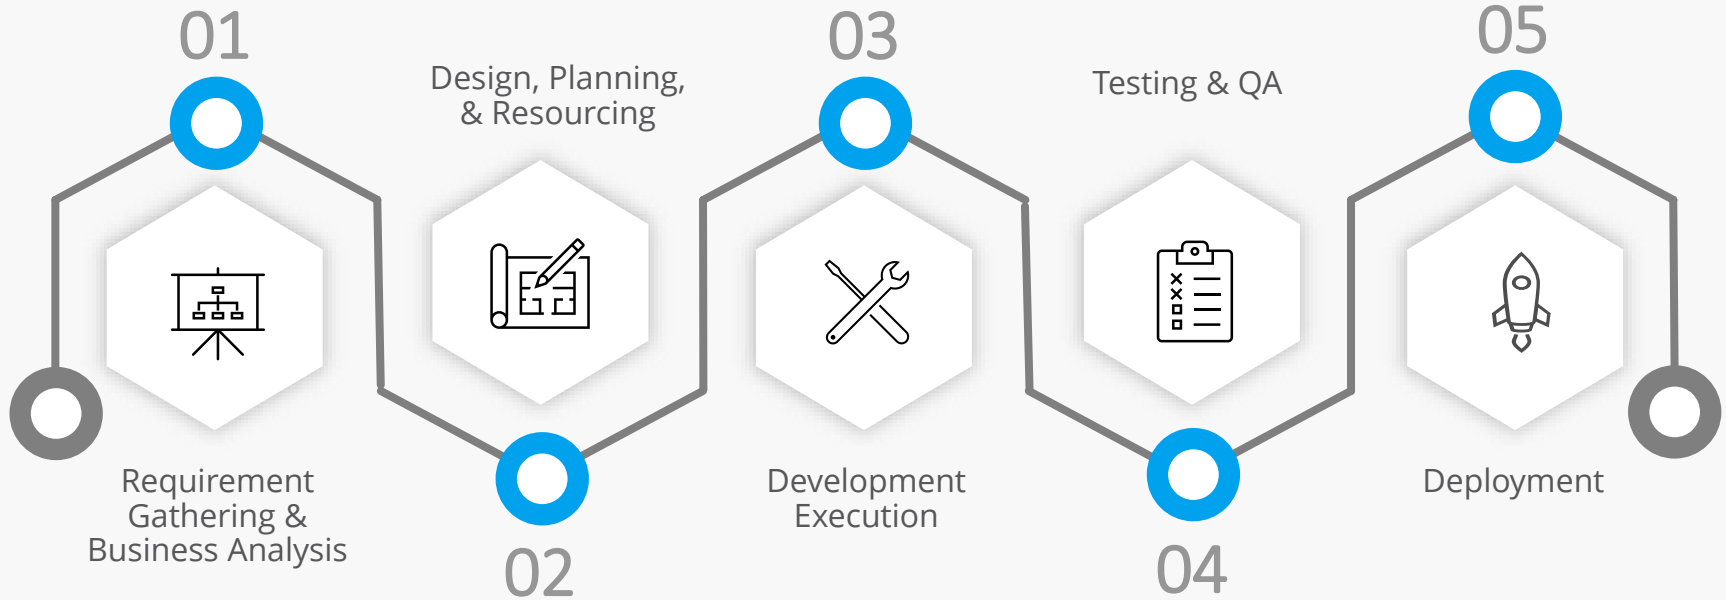 01
Requirement
Gathering &
Business Analysis
Design, Planning,
& Resourcing
02
03
Development
Execution
Testing & QA
04
05
Deployment